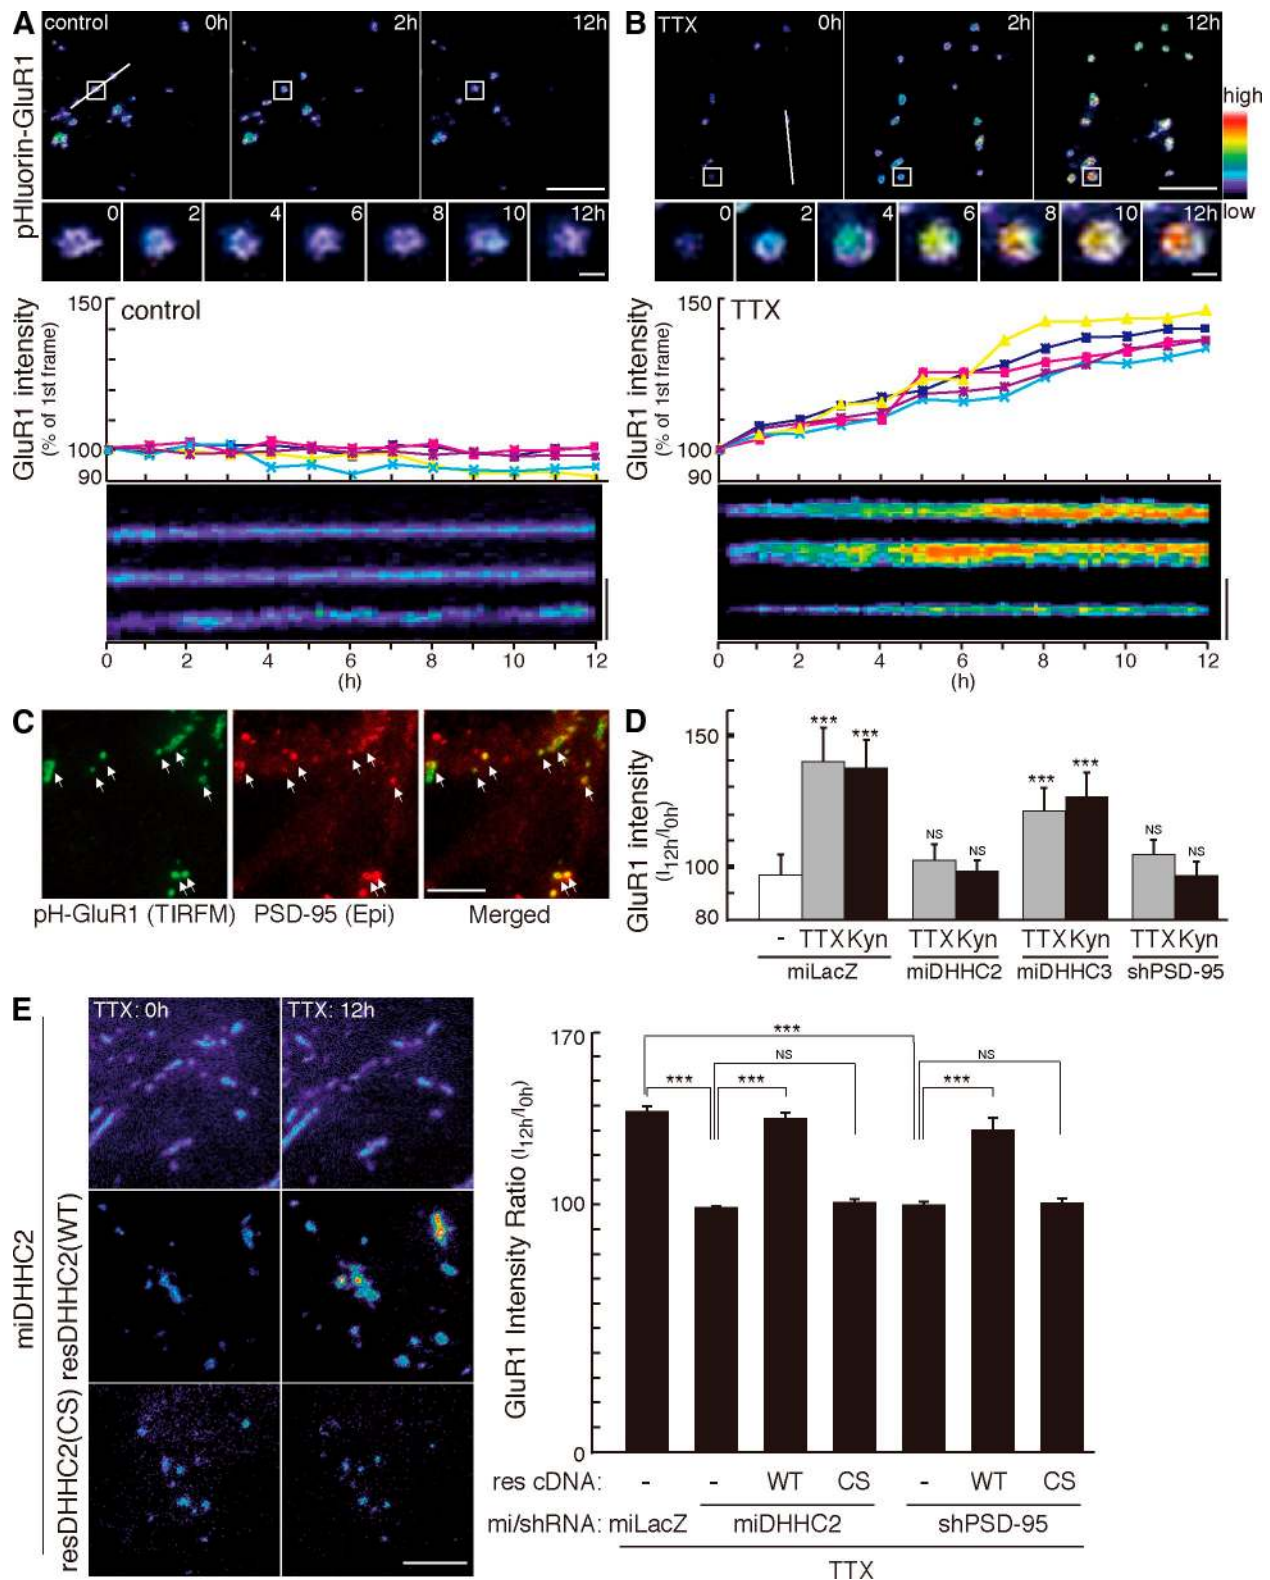 A control 0h 2h 12h
pHluorin-GluR1
0 2 4 6 8 10 12h
B TTX 0h 2h 12h
high
low
0 2 4 6 8 10 12h
150
100
90
GluR1 intensity
(% of 1st frame)
control
0 2 4 6 8 10 12
(h)
150
100
90
GluR1 intensity
(% of 1st frame)
TTX
0 2 4 6 8 10 12
(h)
C
pH-GluR1 (TIRFM) PSD-95 (Epi) Merged
D
GluR1 intensity
(I12h/I0h)
150
100
80
*** *** NS NS *** *** NS NS
- TTX Kyn TTX Kyn TTX Kyn TTX Kyn
miLacZ miDHHC2 miDHHC3 shPSD-95
E
TTX: 0h TTX: 12h
miDHHC2
resDHHC2(WT)
resDHHC2(CS)
GluR1 Intensity Ratio (I12h/I0h)
170
100
0
***
NS NS
*** *** ***
res cDNA: - - WT CS - WT CS
mi/shRNA: miLacZ miDHHC2 shPSD-95
TTX